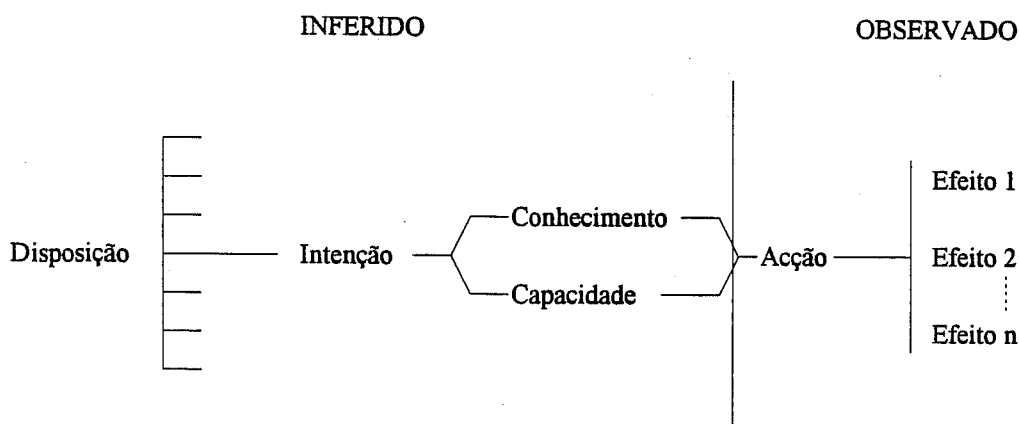 INFERIDO OBSERVADO
Efeito 1
Conhecimento
Disposição Intenção Acção Efeito 2
Capacidade
Efeito n